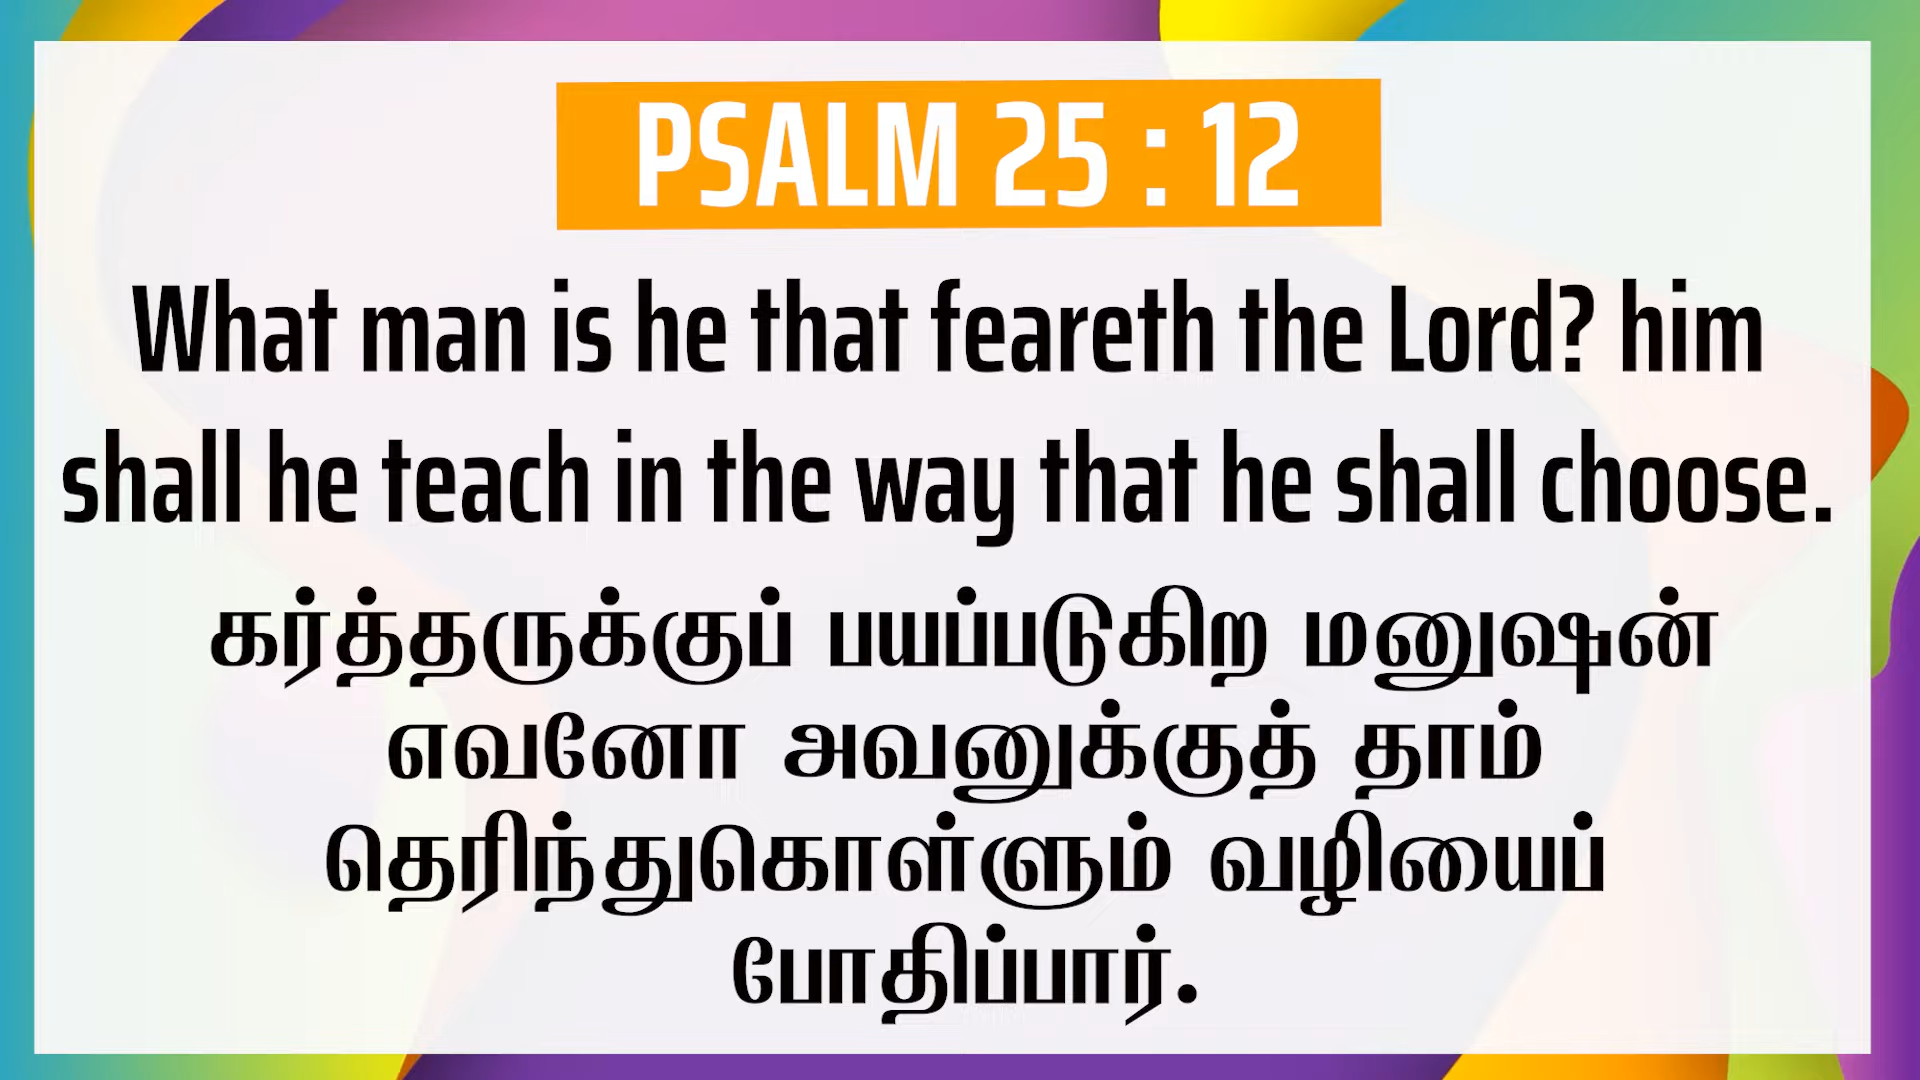 PSALM 25 : 12
What man is he that feareth the Lord? him
shall he teach in the way that he shall choose.
கர்த்தருக்குப் பயப்படுகிற மனுஷன்
எவனோ அவனுக்குத் தாம்
தெரிந்துகொள்ளும் வழியைப்
போதிப்பார்.